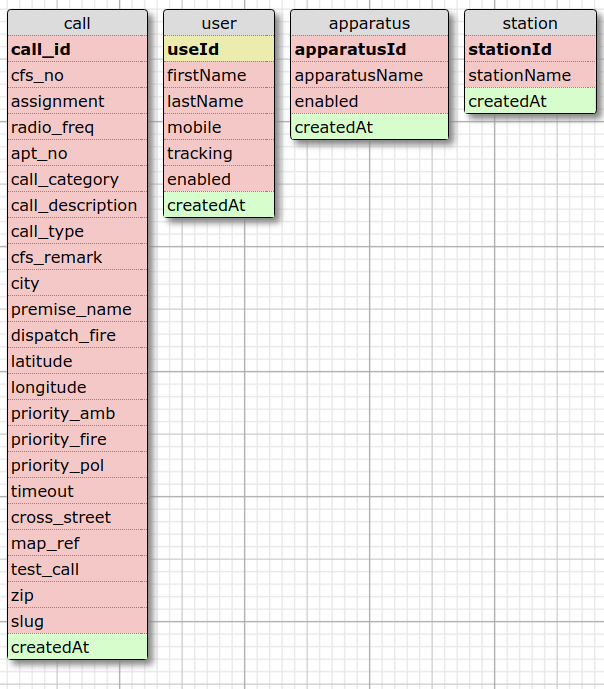 call
call_id
cfs_no
assignment
radio_freq
apt_no
call_category
call_description
call_type
cfs_remark
city
premise_name
dispatch_fire
latitude
longitude
priority_amb
priority_fire
priority_pol
timeout
cross_street
map_ref
test_call
zip
slug
createdAt
user
useId
firstName
lastName
mobile
tracking
enabled
createdAt
apparatus
apparatusId
apparatusName
enabled
createdAt
station
stationId
stationName
createdAt